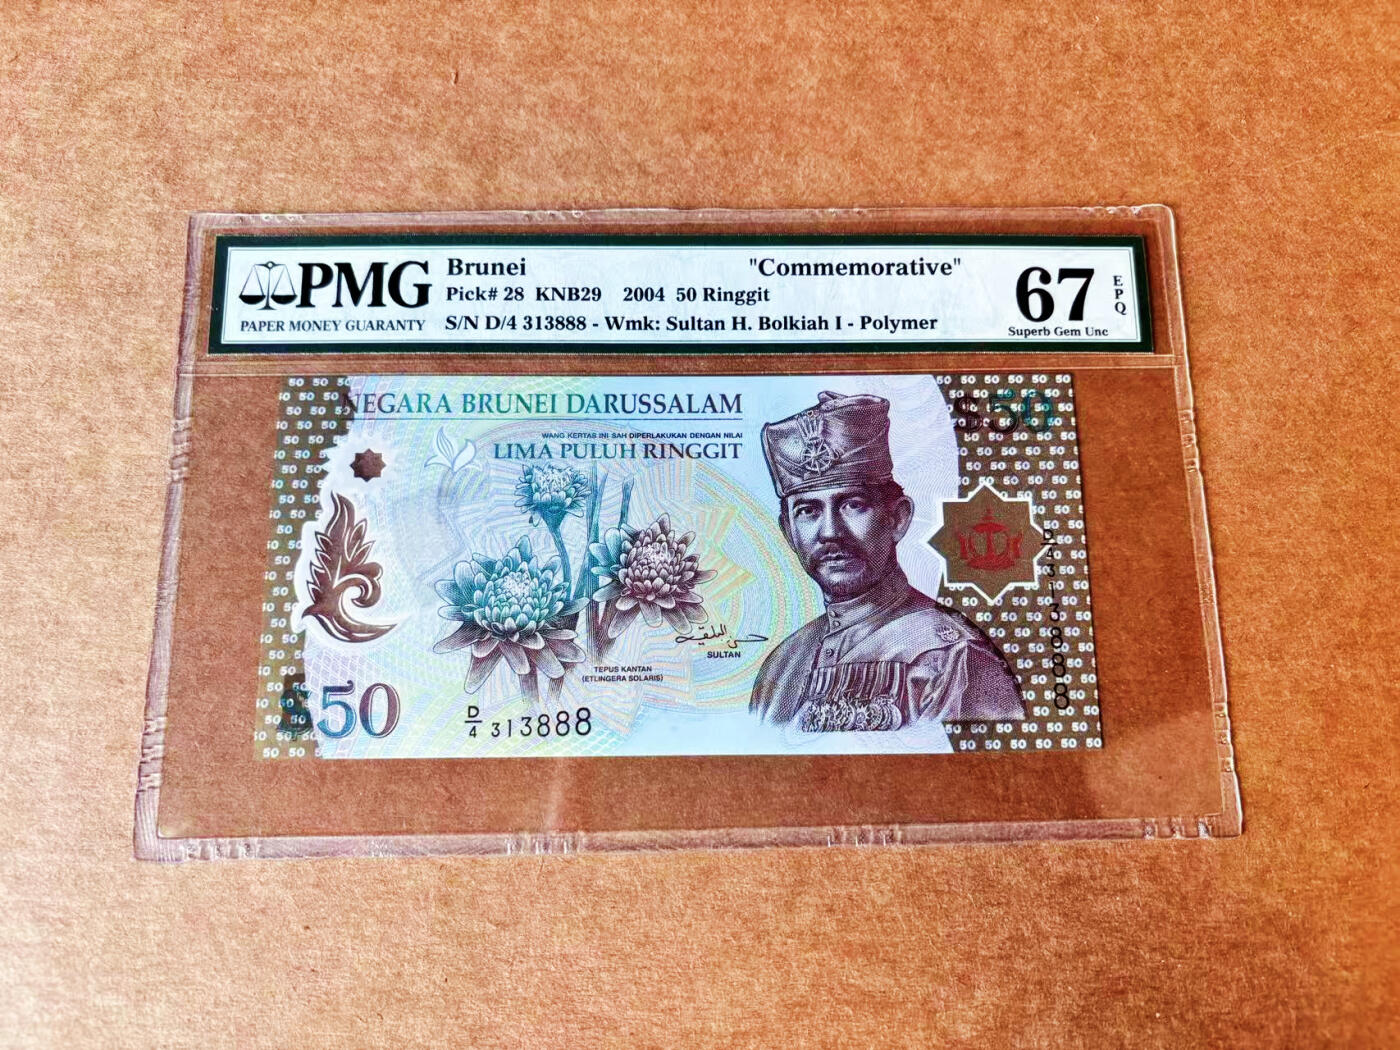 PMG
PAPER MONEY GUARANTY
Brunei "Commemorative"
Pick# 28 KNB29 2004 50 Ringgit
S/N D/4 313888 - Wmk: Sultan H. Bolkiah I - Polymer
67 EPQ
Superb Gem Unc
NEGARA BRUNEI DARUSSALAM
WANG KERTAS INI SAH DIPERLAKUKAN DENGAN NILAI
LIMA PULUH RINGGIT
$50
SULTAN
TEPUS KANTAN
(ETLINGERA SOLARIS)
$50
D/4 313888
D/4 313888